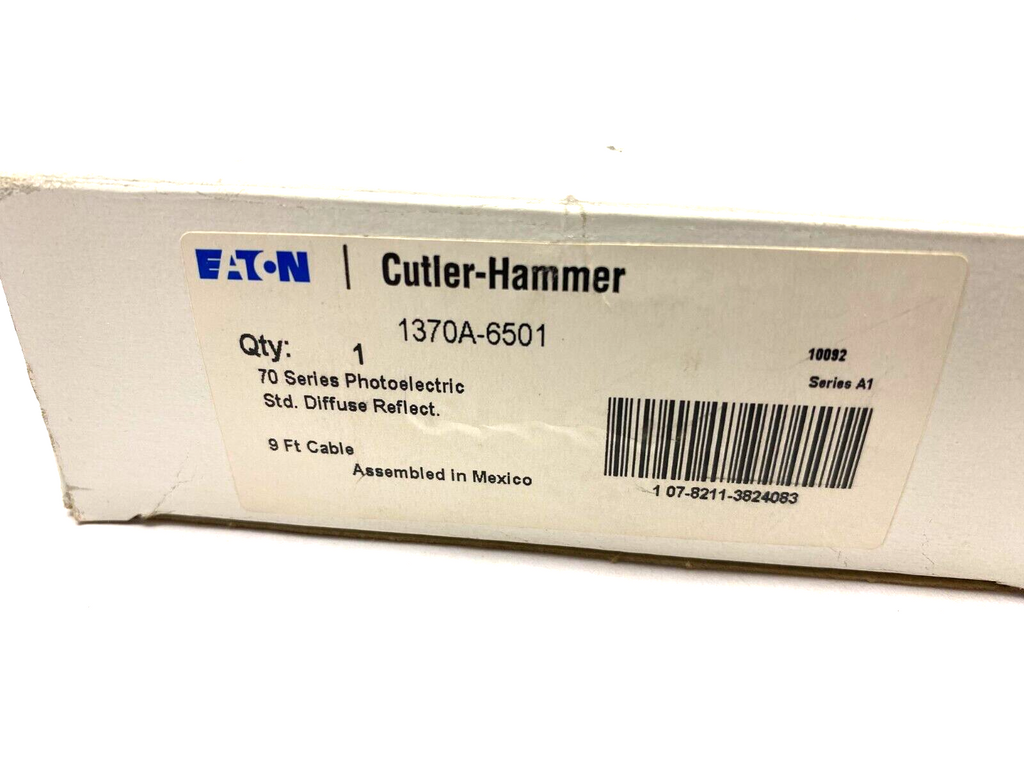 EATON | Cutler-Hammer
1370A-6501
Qty: 1
10092
70 Series Photoelectric
Series A1
Std. Diffuse Reflect.
9 Ft Cable
Assembled in Mexico
1 07-8211-3824083